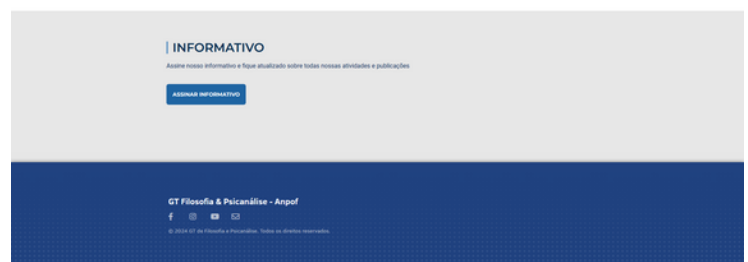 INFORMATIVO
Assine nosso informativo e fique atualizado sobre todas nossas atividades e publicações
ASSINAR INFORMATIVO
GT Filosofia & Psicanálise - Anpof
© 2024 GT de Filosofia e Psicanálise. Todos os direitos reservados.